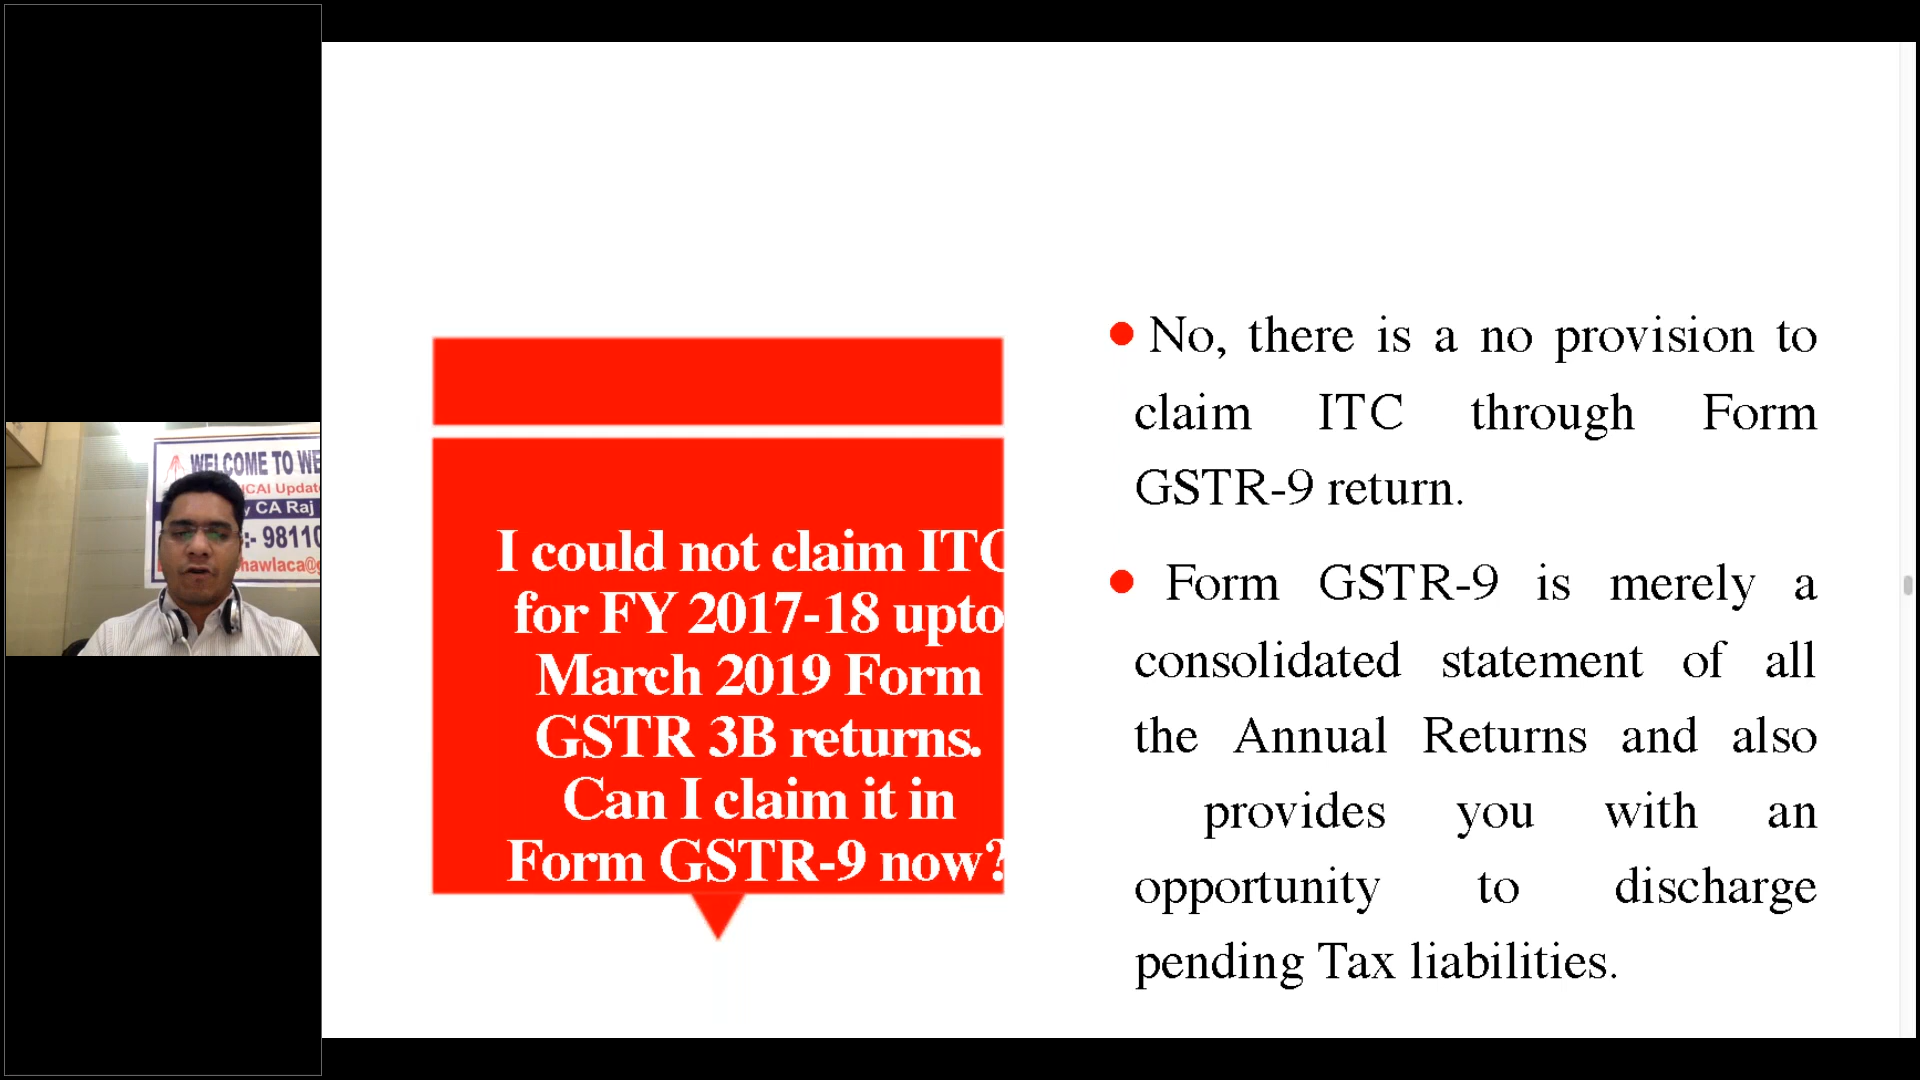 WELCOME TO WE
ICAI Updat
CA Raj
:- 98110
hawlaca@g
I could not claim ITC
for FY 2017-18 upto
March 2019 Form
GSTR 3B returns.
Can I claim it in
Form GSTR-9 now?
No, there is a no provision to
claim ITC through Form
GSTR-9 return.
Form GSTR-9 is merely a
consolidated statement of all
the Annual Returns and also
provides you with an
opportunity to discharge
pending Tax liabilities.